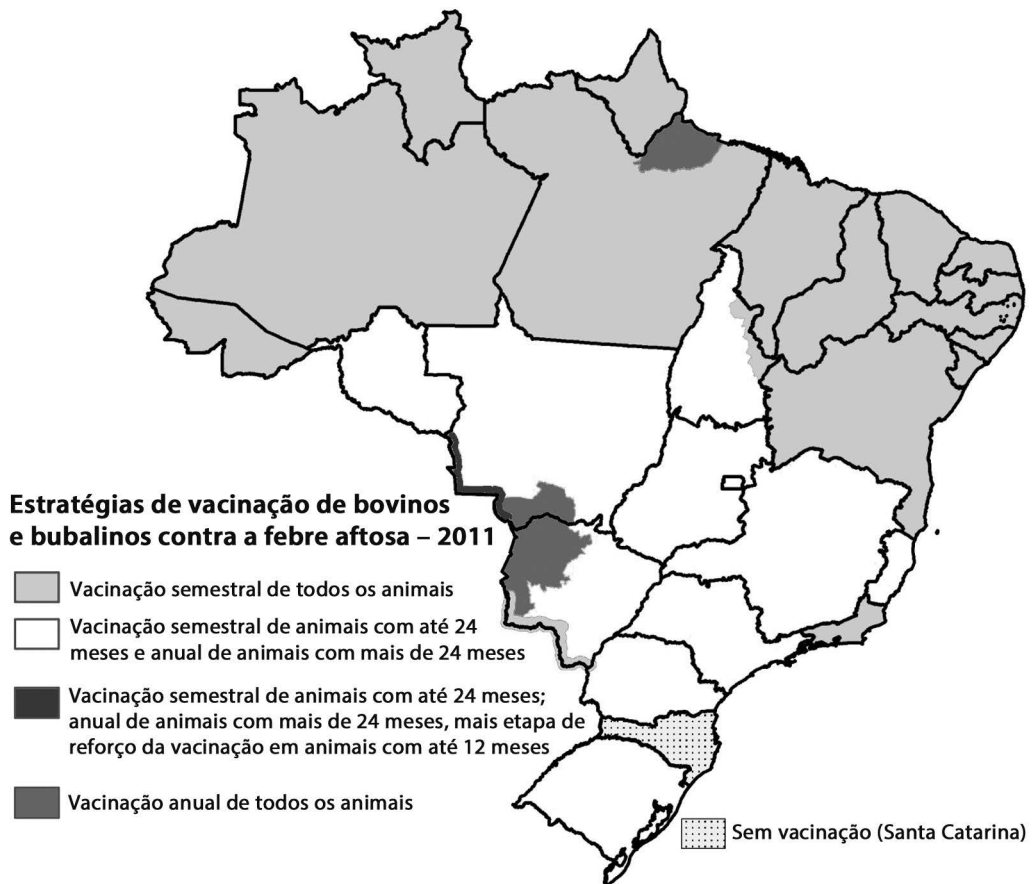 Estratégias de vacinação de bovinos
e bubalinos contra a febre aftosa – 2011
Vacinação semestral de todos os animais
Vacinação semestral de animais com até 24
meses e anual de animais com mais de 24 meses
Vacinação semestral de animais com até 24 meses;
anual de animais com mais de 24 meses, mais etapa de
reforço da vacinação em animais com até 12 meses
Vacinação anual de todos os animais
Sem vacinação (Santa Catarina)